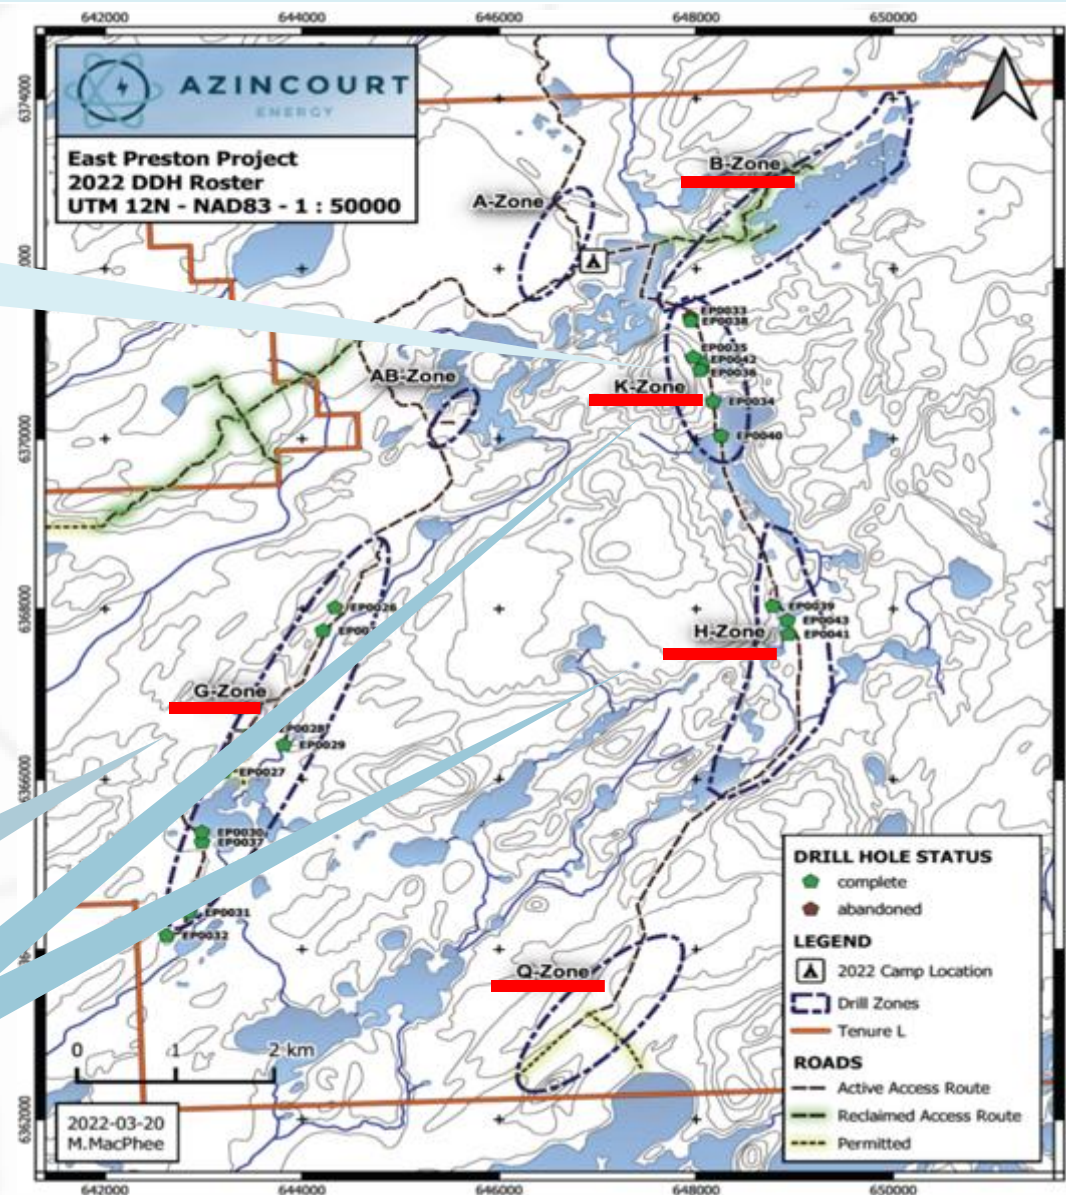 642000
644000
646000
648000
650000
AZINCOURT
ENERGY
East Preston Project
2022 DDH Roster
UTM 12N - NAD83 - 1 : 50000
6374000
B-Zone
A-Zone
EP0033
EP0038
EP0035
EP0042
EP0036
AB-Zone
K-Zone
EP0034
EP0040
6370000
6368000
EP0026
EP0039
EP0043
EP0041
H-Zone
G-Zone
EP0028
EP0029
EP0027
6366000
EP0030
EP0037
EP0031
EP0032
Q-Zone
DRILL HOLE STATUS
complete
abandoned
LEGEND
2022 Camp Location
Drill Zones
Tenure L
ROADS
Active Access Route
Reclaimed Access Route
Permitted
0 1 2 km
2022-03-20
M.MacPhee
6362000
642000
644000
646000
648000
650000